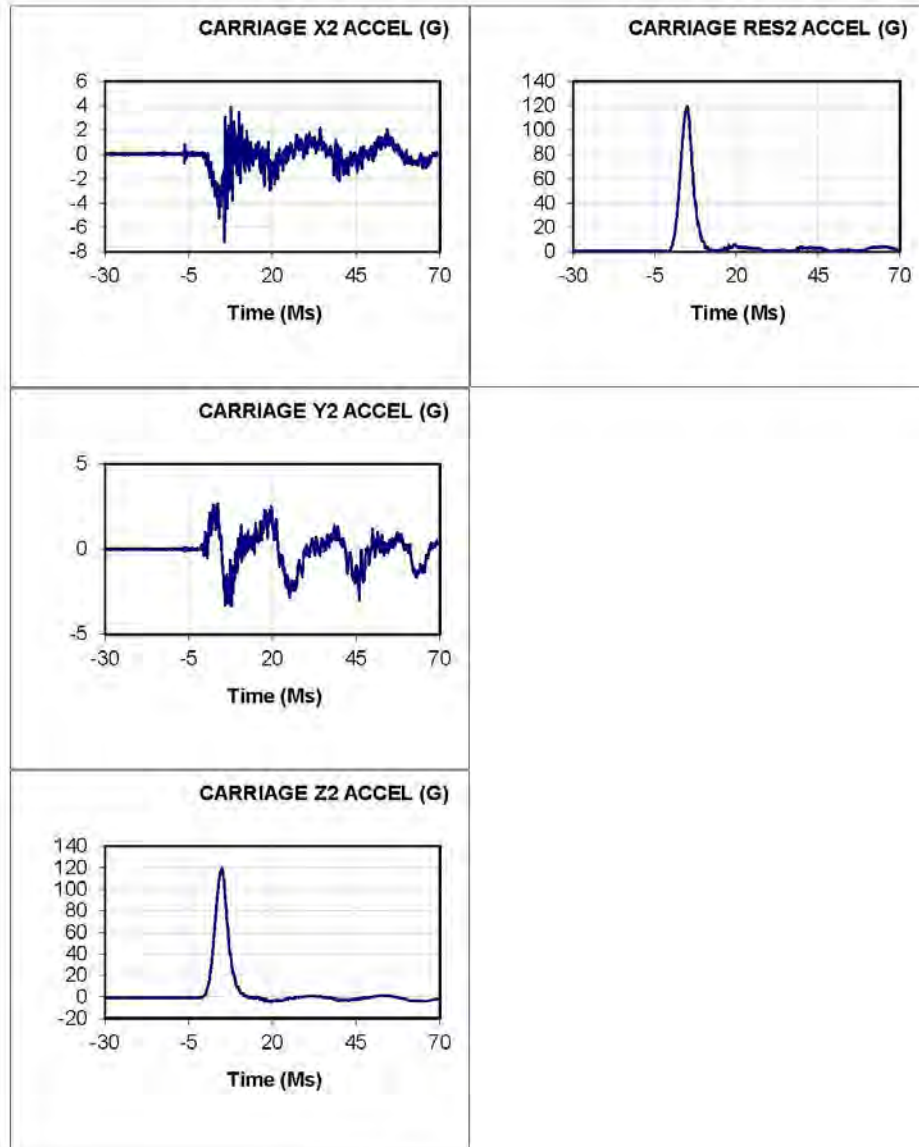 CARRIAGE X2 ACCEL (G)
6
4
2
0
-2
-4
-6
-8
-30 -5 20 45 70
Time (Ms)
CARRIAGE RES2 ACCEL (G)
140
120
100
80
60
40
20
0
-30 -5 20 45 70
Time (Ms)
CARRIAGE Y2 ACCEL (G)
5
0
-5
-30 -5 20 45 70
Time (Ms)
CARRIAGE Z2 ACCEL (G)
140
120
100
80
60
40
20
0
-20
-30 -5 20 45 70
Time (Ms)